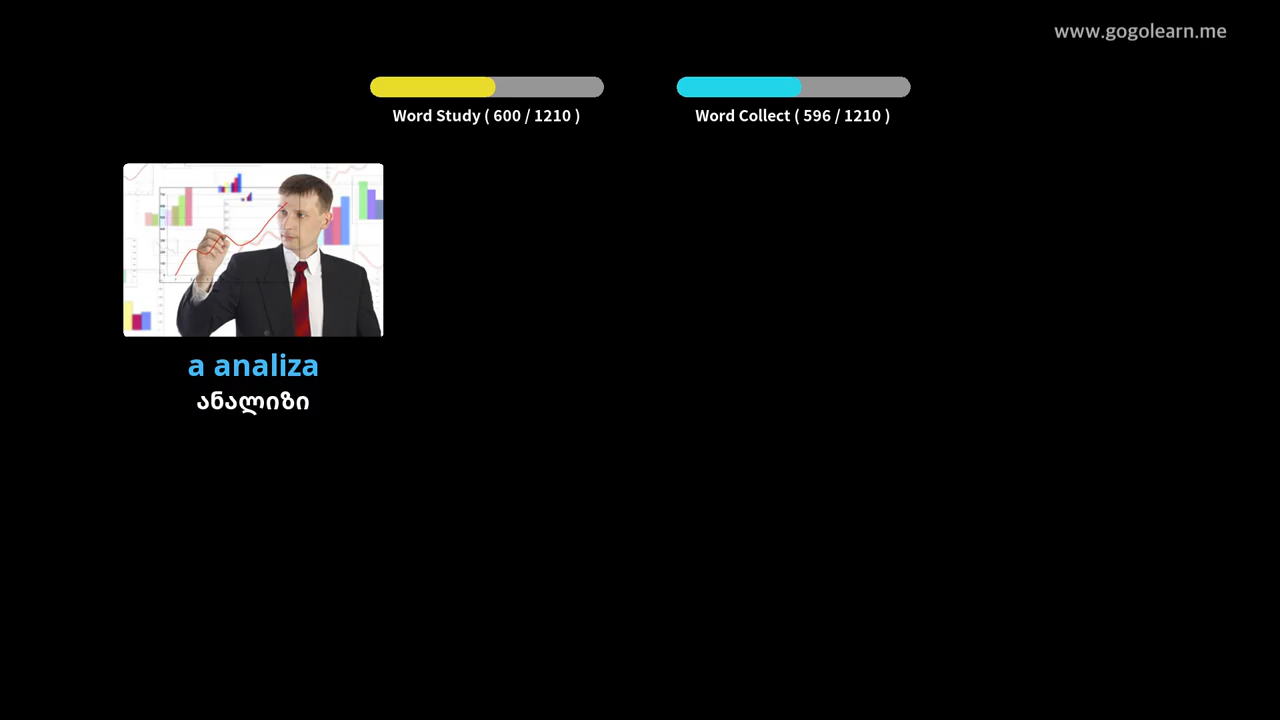 www.gogolearn.me
Word Study ( 600 / 1210 )
Word Collect ( 596 / 1210 )
a analiza
ანალიზი